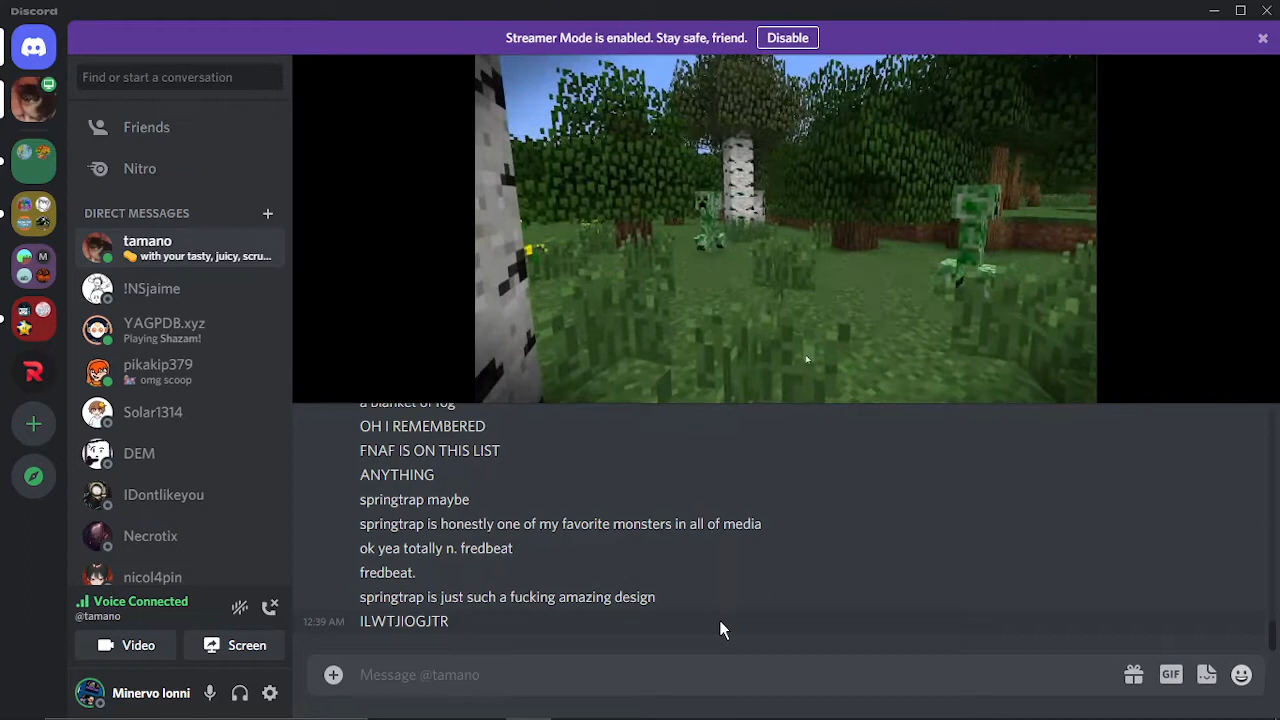 Discord
Streamer Mode is enabled. Stay safe, friend.
Disable
Find or start a conversation
Friends
Nitro
DIRECT MESSAGES
tamano
with your tasty, juicy, scru...
!NSjaime
YAGPDB.xyz
Playing Shazam!
pikakip379
omg scoop
Solar1314
DEM
IDontlikeyou
Necrotix
nicol4pin
Voice Connected
@tamano
Video
Screen
Minervo Ionni
a blanket of fog
OH I REMEMBERED
FNAF IS ON THIS LIST
ANYTHING
springtrap maybe
springtrap is honestly one of my favorite monsters in all of media
ok yea totally n. fredbeat
fredbeat.
springtrap is just such a fucking amazing design
12:39 AM ILWTJIOGJTR
Message @tamano
GIF